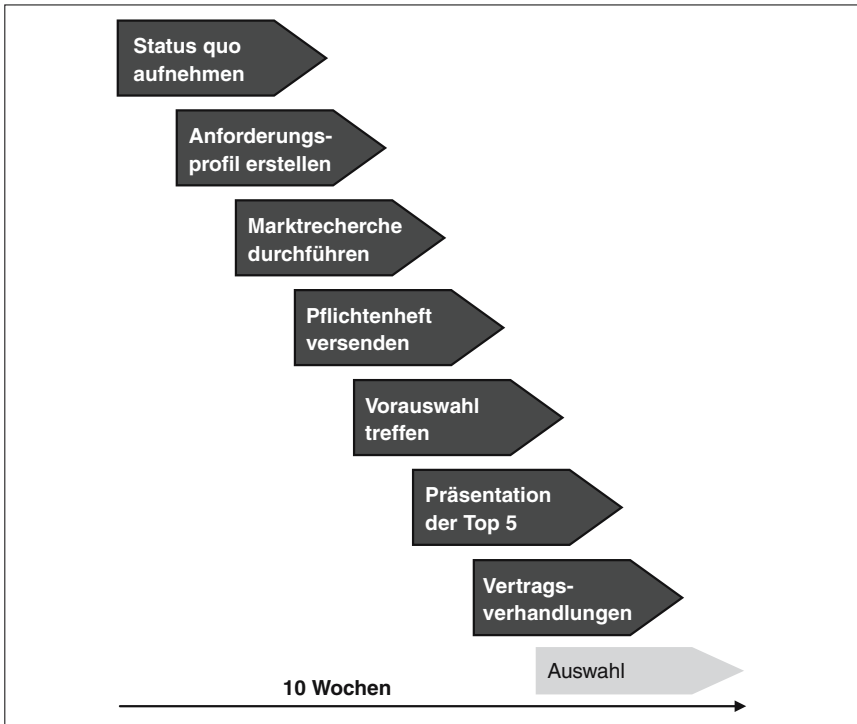 Status quo
aufnehmen
Anforderungs-
profil erstellen
Marktrecherche
durchführen
Pflichtenheft
versenden
Vorauswahl
treffen
Präsentation
der Top 5
Vertrags-
verhandlungen
Auswahl
10 Wochen